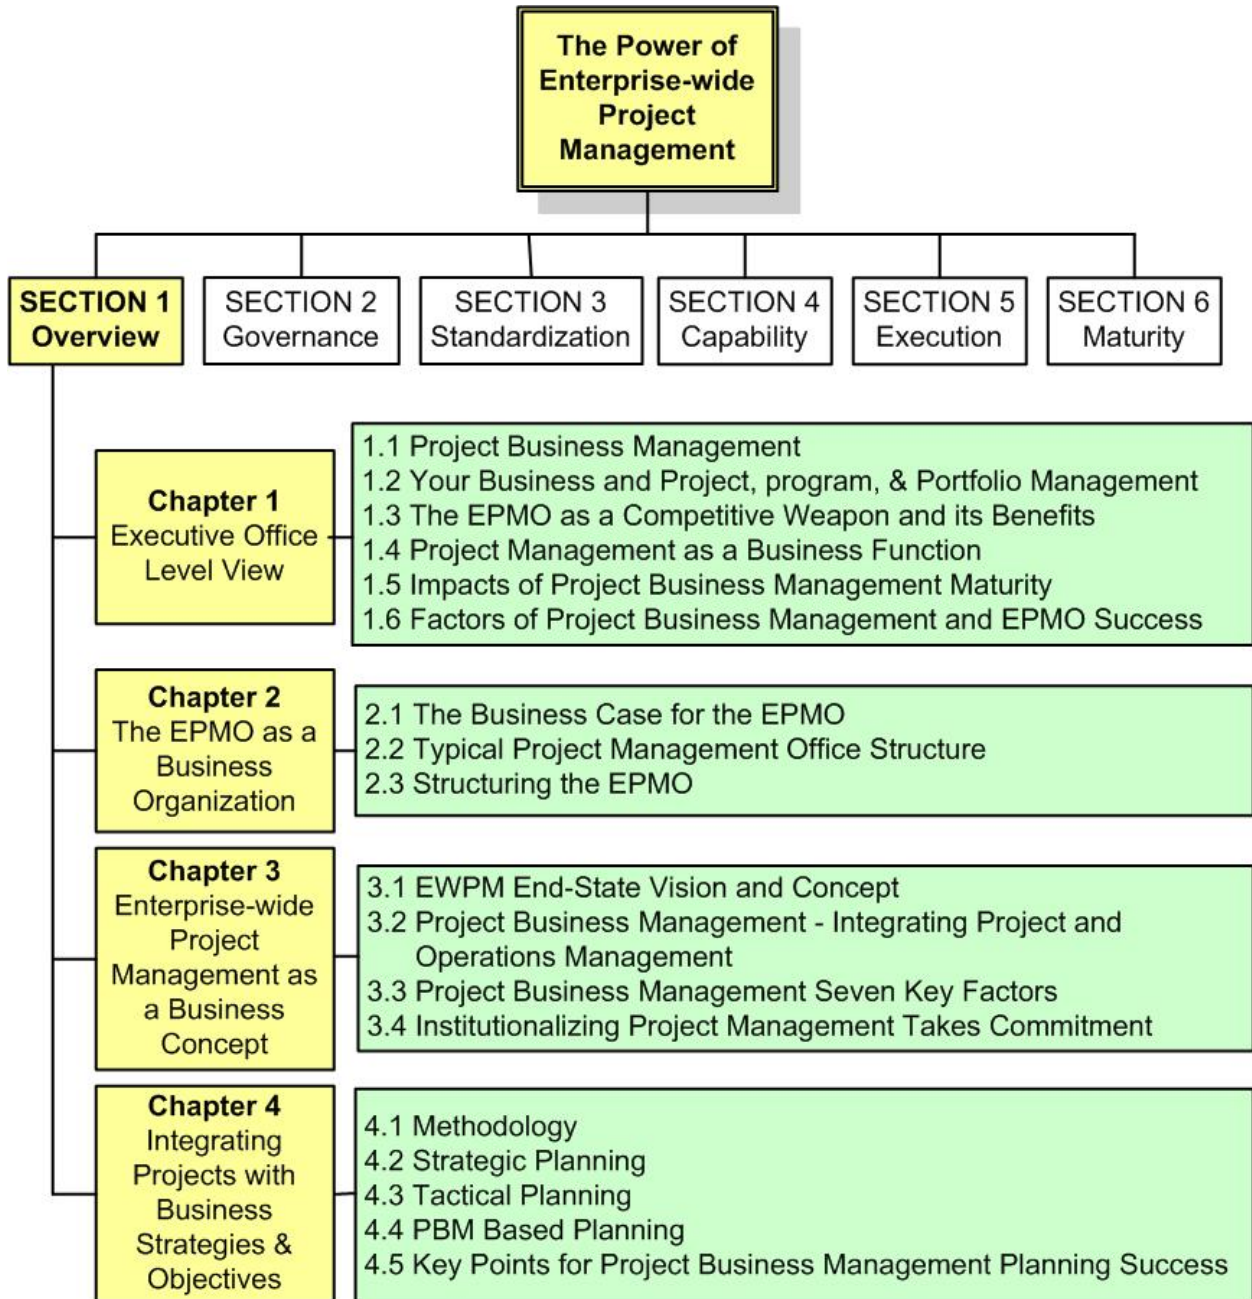 The Power of
Enterprise-wide
Project
Management
SECTION 1
Overview
SECTION 2
Governance
SECTION 3
Standardization
SECTION 4
Capability
SECTION 5
Execution
SECTION 6
Maturity
Chapter 1
Executive Office
Level View
1.1 Project Business Management
1.2 Your Business and Project, program, & Portfolio Management
1.3 The EPMO as a Competitive Weapon and its Benefits
1.4 Project Management as a Business Function
1.5 Impacts of Project Business Management Maturity
1.6 Factors of Project Business Management and EPMO Success
Chapter 2
The EPMO as a
Business
Organization
2.1 The Business Case for the EPMO
2.2 Typical Project Management Office Structure
2.3 Structuring the EPMO
Chapter 3
Enterprise-wide
Project
Management as
a Business
Concept
3.1 EWPM End-State Vision and Concept
3.2 Project Business Management - Integrating Project and
Operations Management
3.3 Project Business Management Seven Key Factors
3.4 Institutionalizing Project Management Takes Commitment
Chapter 4
Integrating
Projects with
Business
Strategies &
Objectives
4.1 Methodology
4.2 Strategic Planning
4.3 Tactical Planning
4.4 PBM Based Planning
4.5 Key Points for Project Business Management Planning Success